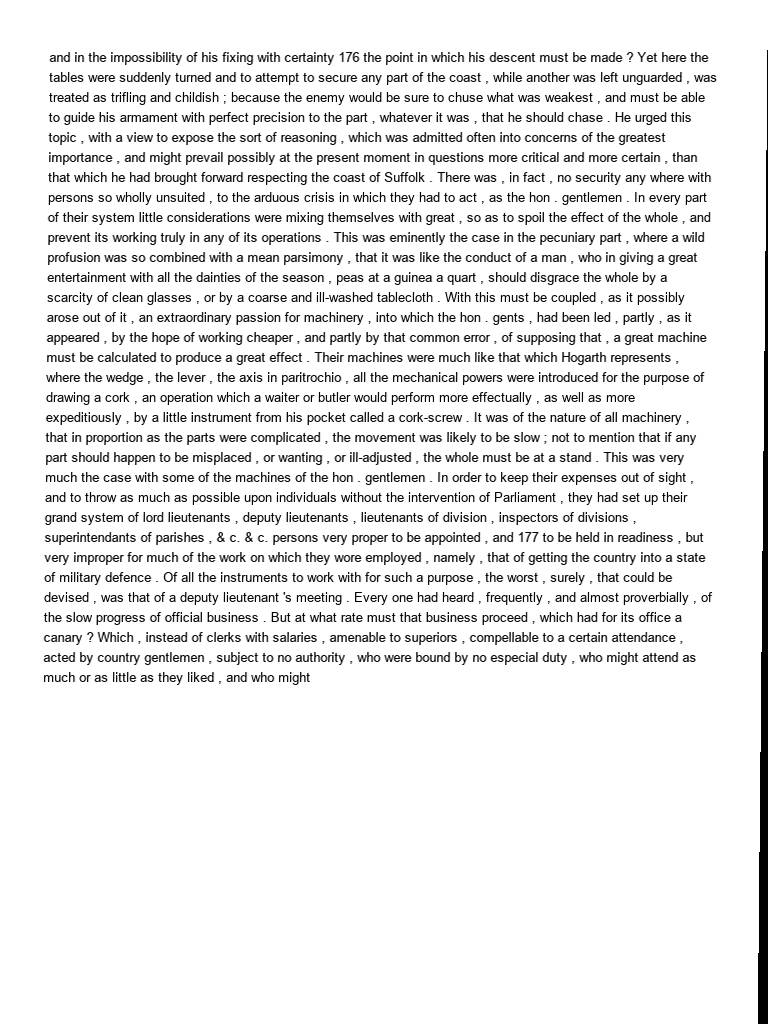 and in the impossibility of his fixing with certainty 176 the point in which his descent must be made ? Yet here the
tables were suddenly turned and to attempt to secure any part of the coast , while another was left unguarded , was
treated as trifling and childish ; because the enemy would be sure to chuse what was weakest , and must be able
to guide his armament with perfect precision to the part , whatever it was , that he should chase . He urged this
topic , with a view to expose the sort of reasoning , which was admitted often into concerns of the greatest
importance , and might prevail possibly at the present moment in questions more critical and more certain , than
that which he had brought forward respecting the coast of Suffolk . There was , in fact , no security any where with
persons so wholly unsuited , to the arduous crisis in which they had to act , as the hon . gentlemen . In every part
of their system little considerations were mixing themselves with great , so as to spoil the effect of the whole , and
prevent its working truly in any of its operations . This was eminently the case in the pecuniary part , where a wild
profusion was so combined with a mean parsimony , that it was like the conduct of a man , who in giving a great
entertainment with all the dainties of the season , peas at a guinea a quart , should disgrace the whole by a
scarcity of clean glasses , or by a coarse and ill-washed tablecloth . With this must be coupled , as it possibly
arose out of it , an extraordinary passion for machinery , into which the hon . gents , had been led , partly , as it
appeared , by the hope of working cheaper , and partly by that common error , of supposing that , a great machine
must be calculated to produce a great effect . Their machines were much like that which Hogarth represents ,
where the wedge , the lever , the axis in paritrochio , all the mechanical powers were introduced for the purpose of
drawing a cork , an operation which a waiter or butler would perform more effectually , as well as more
expeditiously , by a little instrument from his pocket called a cork-screw . It was of the nature of all machinery ,
that in proportion as the parts were complicated , the movement was likely to be slow ; not to mention that if any
part should happen to be misplaced , or wanting , or ill-adjusted , the whole must be at a stand . This was very
much the case with some of the machines of the hon . gentlemen . In order to keep their expenses out of sight ,
and to throw as much as possible upon individuals without the intervention of Parliament , they had set up their
grand system of lord lieutenants , deputy lieutenants , lieutenants of division , inspectors of divisions ,
superintendants of parishes , & c. & c. persons very proper to be appointed , and 177 to be held in readiness , but
very improper for much of the work on which they wore employed , namely , that of getting the country into a state
of military defence . Of all the instruments to work with for such a purpose , the worst , surely , that could be
devised , was that of a deputy lieutenant 's meeting . Every one had heard , frequently , and almost proverbially , of
the slow progress of official business . But at what rate must that business proceed , which had for its office a
canary ? Which , instead of clerks with salaries , amenable to superiors , compellable to a certain attendance ,
acted by country gentlemen , subject to no authority , who were bound by no especial duty , who might attend as
much or as little as they liked , and who might